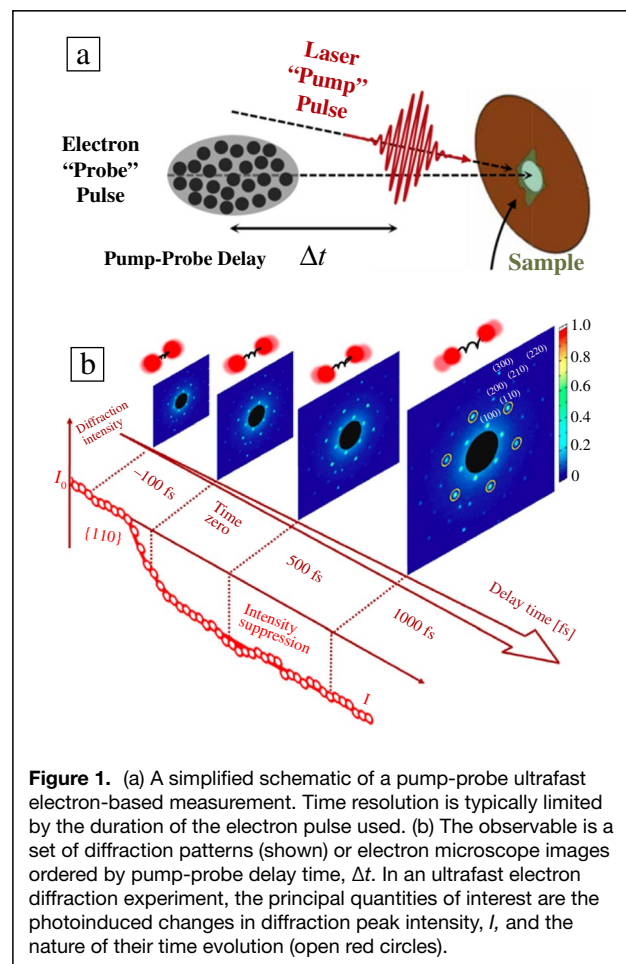 a
Laser
“Pump”
Pulse
Electron
“Probe”
Pulse
Pump-Probe Delay
Δt
Sample
b
1.0
0.8
0.6
0.4
0.2
0
(300)
(220)
(210)
(200)
(110)
(100)
Diffraction
intensity
I₀
–100 fs
Time
zero
{110}
500 fs
1000 fs
Delay time [fs]
Intensity
suppression
I
Figure 1. (a) A simplified schematic of a pump-probe ultrafast
electron-based measurement. Time resolution is typically limited
by the duration of the electron pulse used. (b) The observable is a
set of diffraction patterns (shown) or electron microscope images
ordered by pump-probe delay time, Δt. In an ultrafast electron
diffraction experiment, the principal quantities of interest are the
photoinduced changes in diffraction peak intensity, I, and the
nature of their time evolution (open red circles).